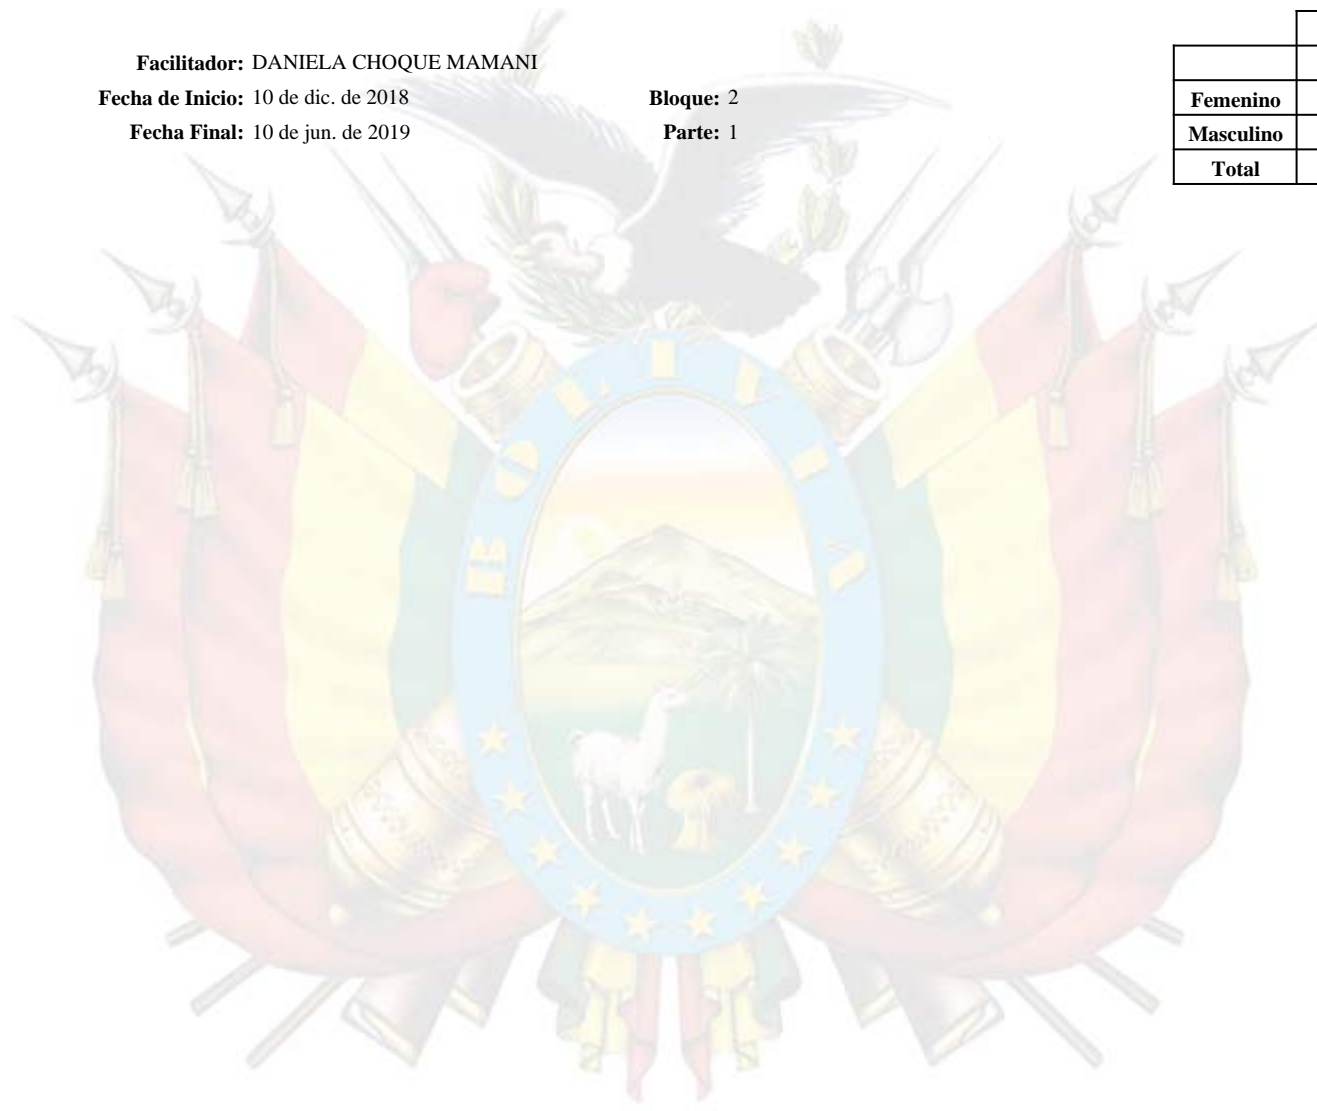 Facilitador: DANIELA CHOQUE MAMANI
Fecha de Inicio: 10 de dic. de 2018 Bloque: 2
Fecha Final: 10 de jun. de 2019 Parte: 1
Femenino
Masculino
Total
BOLIVIA